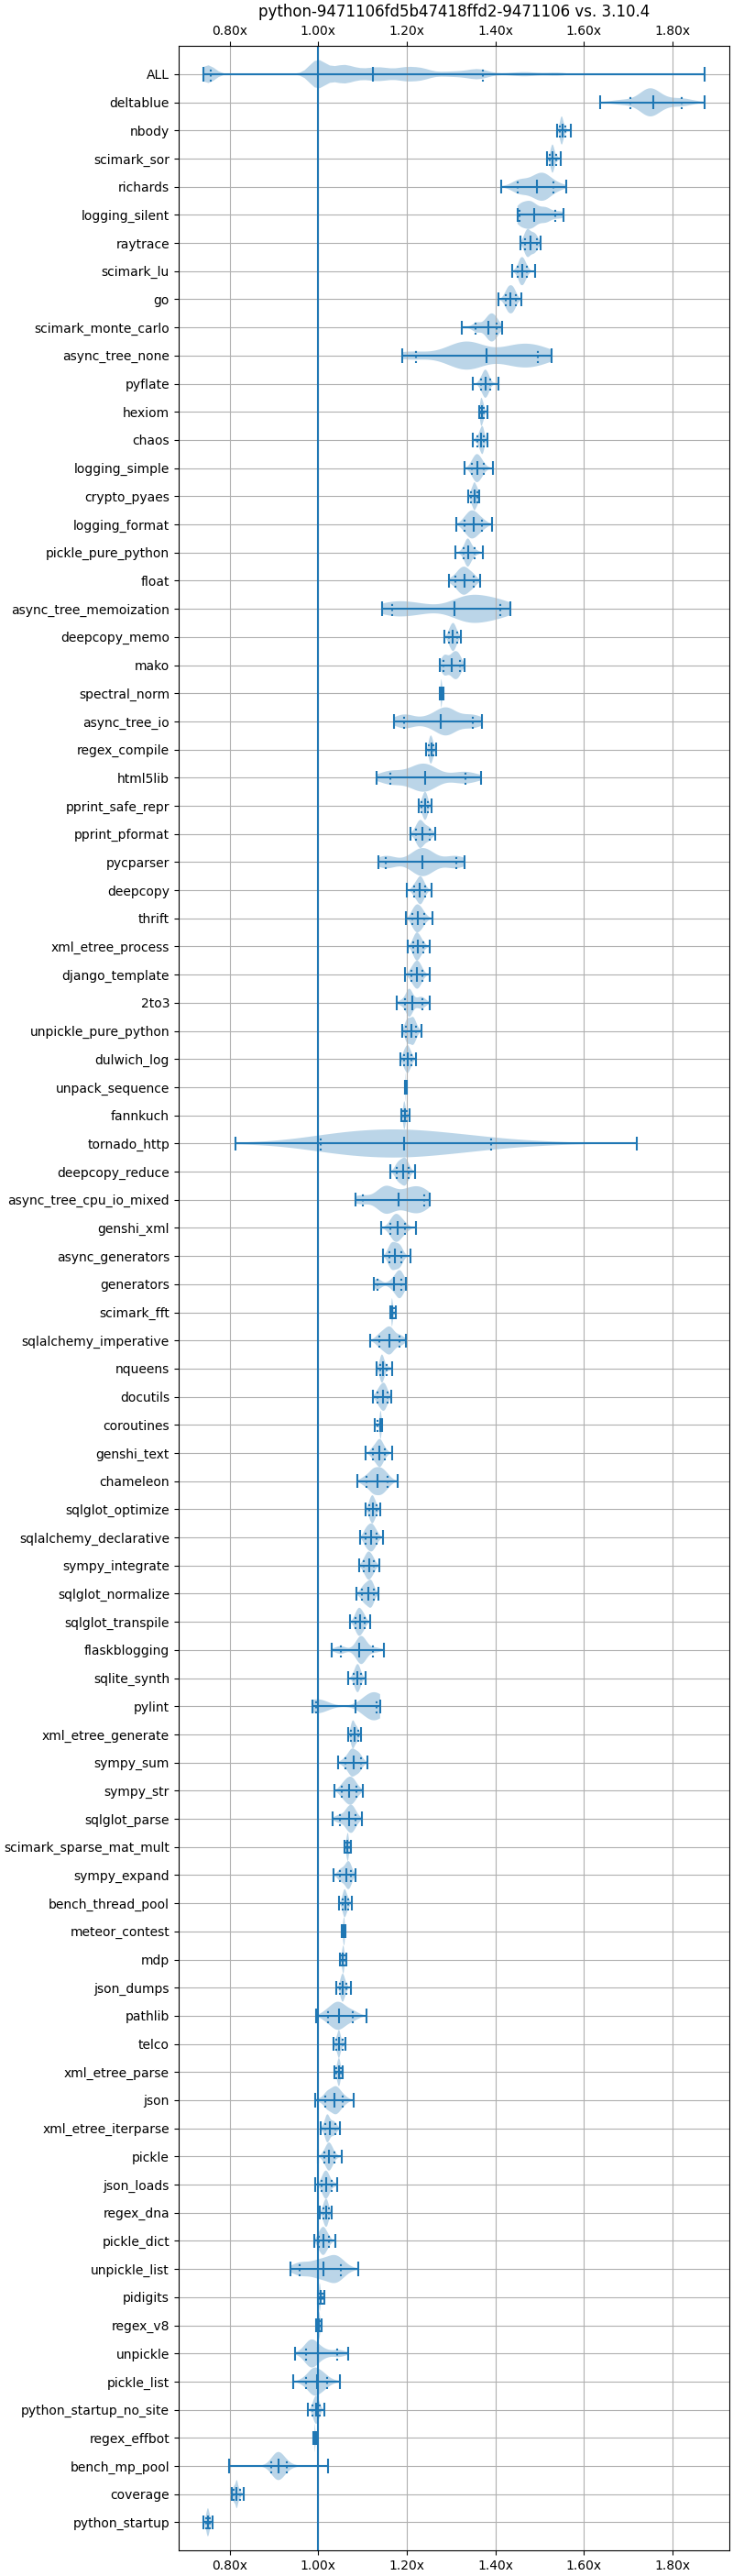 python-9471106fd5b47418ffd2-9471106 vs. 3.10.4
0.80x 1.00x 1.20x 1.40x 1.60x 1.80x
ALL
deltablue
nbody
scimark_sor
richards
logging_silent
raytrace
scimark_lu
go
scimark_monte_carlo
async_tree_none
pyflate
hexiom
chaos
logging_simple
crypto_pyaes
logging_format
pickle_pure_python
float
async_tree_memoization
deepcopy_memo
mako
spectral_norm
async_tree_io
regex_compile
html5lib
pprint_safe_repr
pprint_pformat
pycparser
deepcopy
thrift
xml_etree_process
django_template
2to3
unpickle_pure_python
dulwich_log
unpack_sequence
fannkuch
tornado_http
deepcopy_reduce
async_tree_cpu_io_mixed
genshi_xml
async_generators
generators
scimark_fft
sqlalchemy_imperative
nqueens
docutils
coroutines
genshi_text
chameleon
sqlglot_optimize
sqlalchemy_declarative
sympy_integrate
sqlglot_normalize
sqlglot_transpile
flaskblogging
sqlite_synth
pylint
xml_etree_generate
sympy_sum
sympy_str
sqlglot_parse
scimark_sparse_mat_mult
sympy_expand
bench_thread_pool
meteor_contest
mdp
json_dumps
pathlib
telco
xml_etree_parse
json
xml_etree_iterparse
pickle
json_loads
regex_dna
pickle_dict
unpickle_list
pidigits
regex_v8
unpickle
pickle_list
python_startup_no_site
regex_effbot
bench_mp_pool
coverage
python_startup
0.80x 1.00x 1.20x 1.40x 1.60x 1.80x